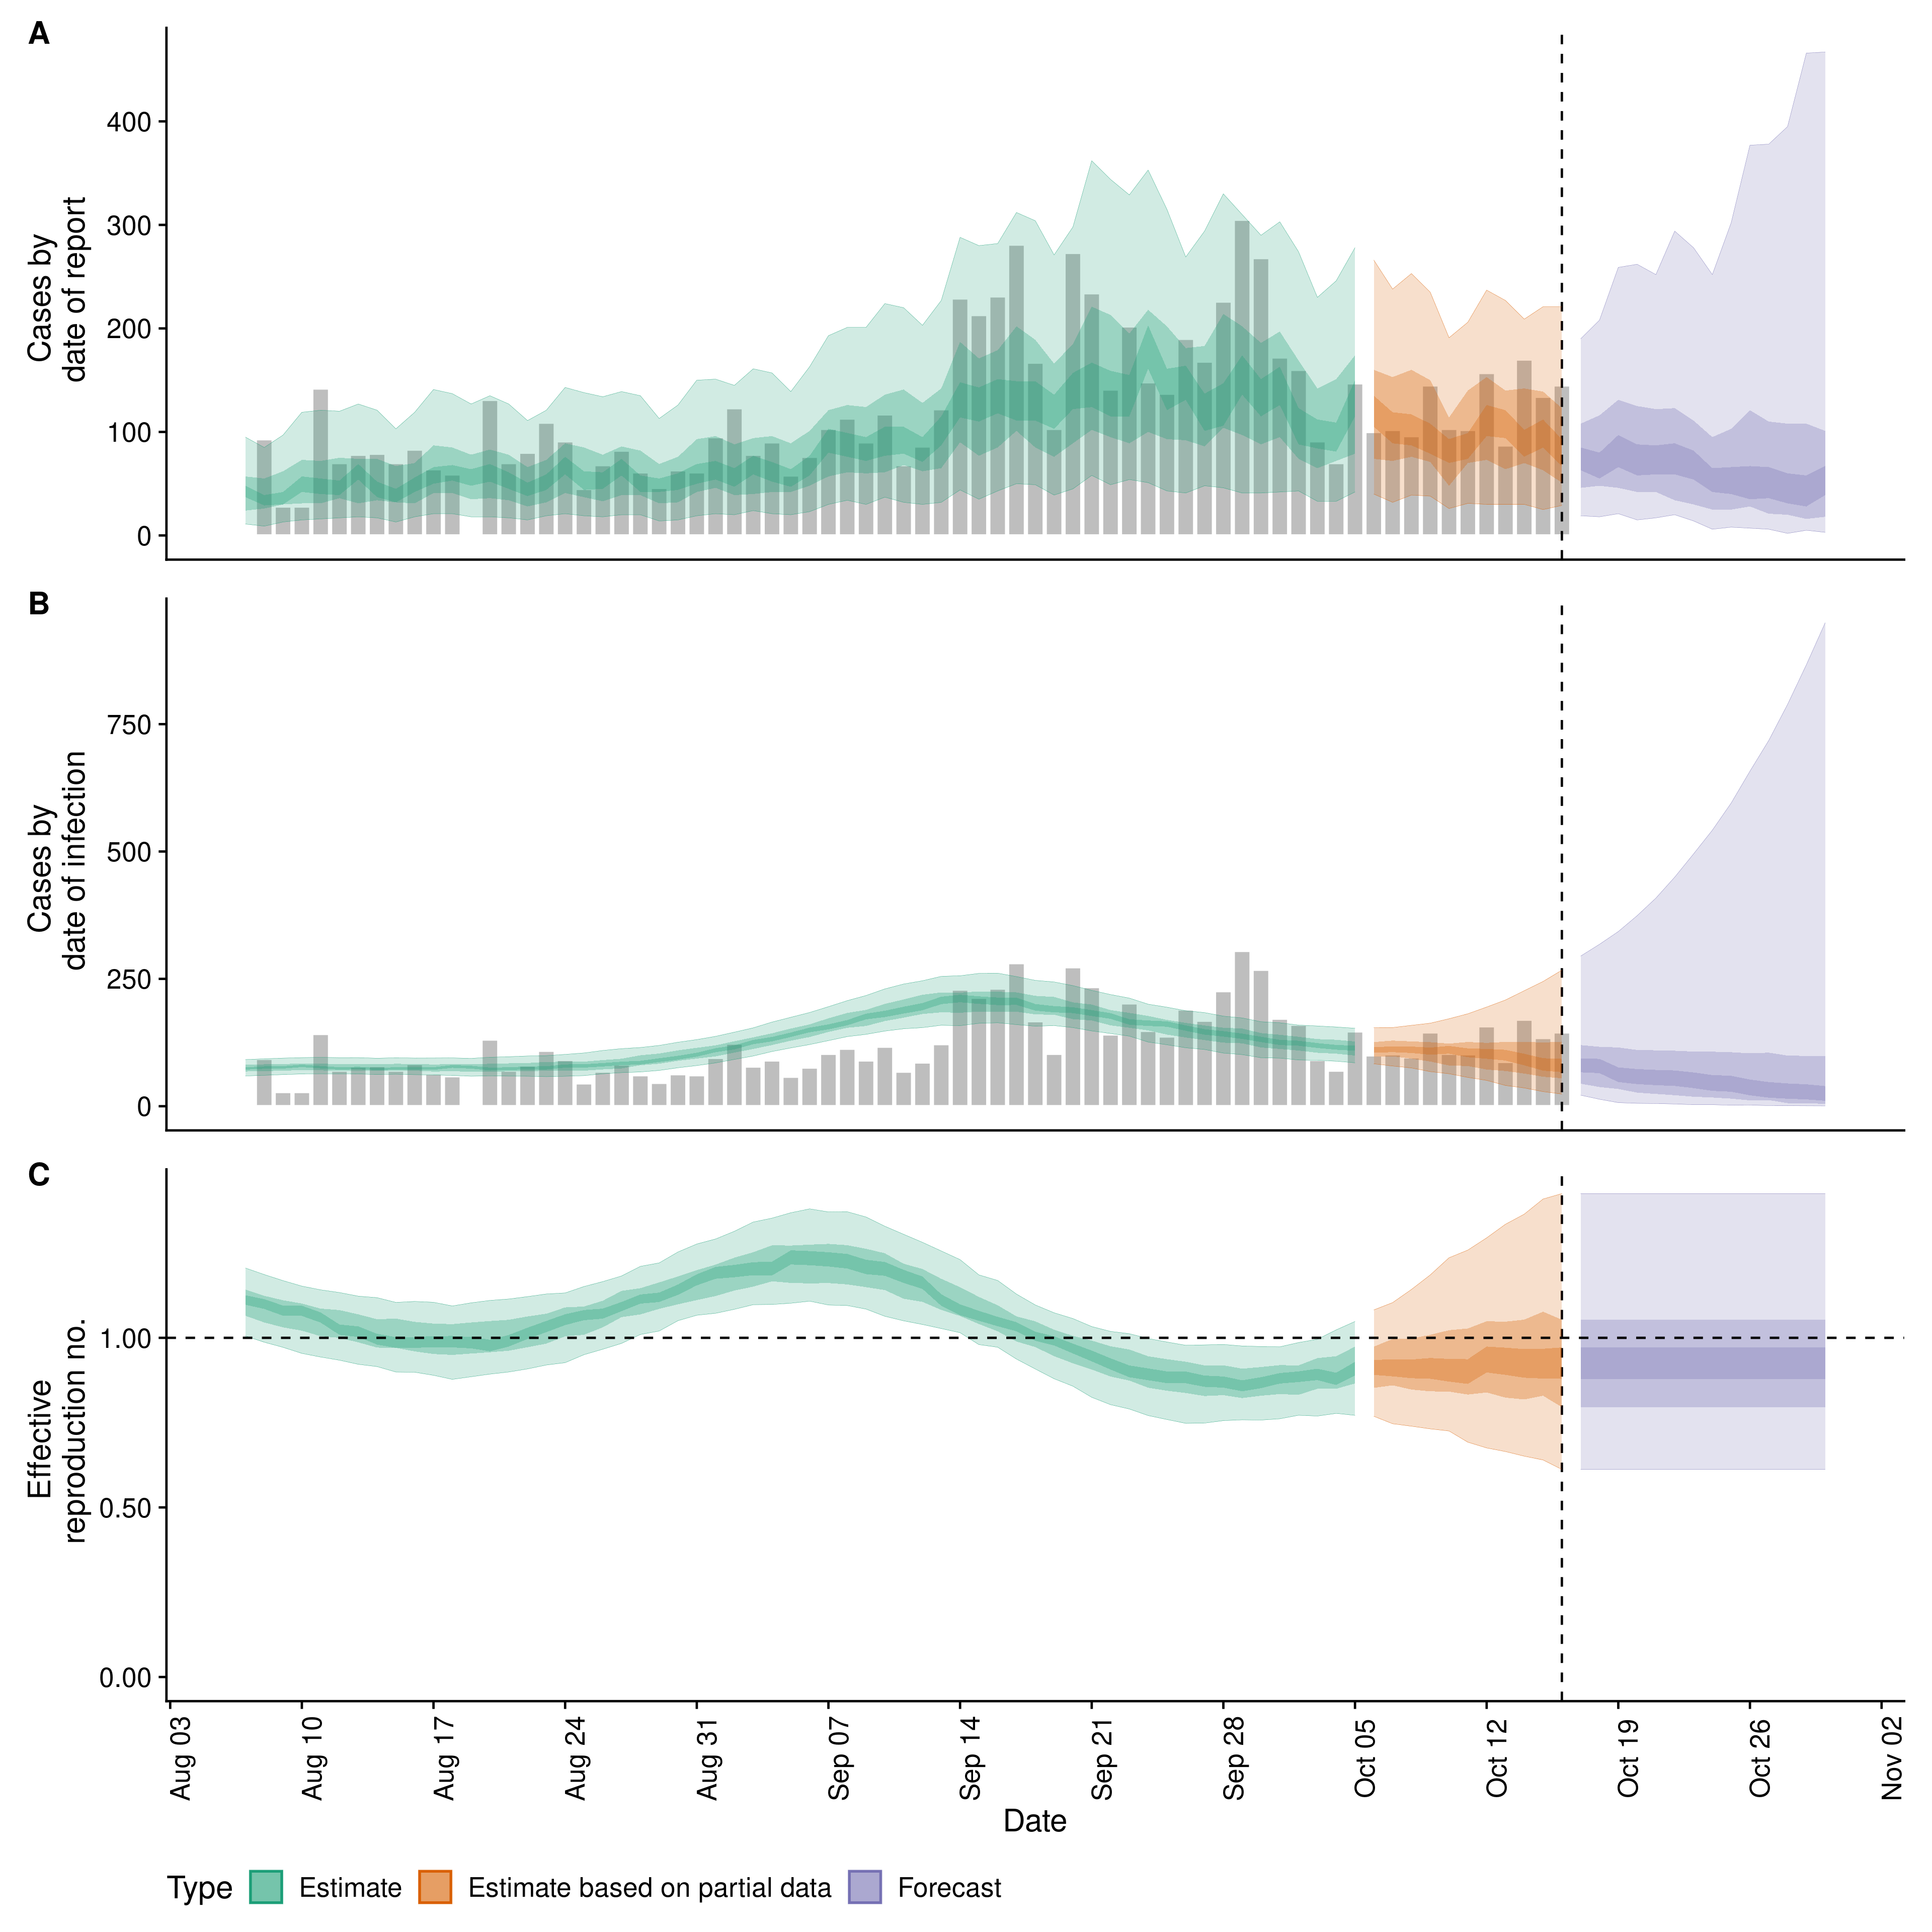 A
Cases by
date of report
400
300
200
100
0
B
Cases by
date of infection
750
500
250
0
C
Effective
reproduction no.
1.00
0.50
0.00
Aug 03
Aug 10
Aug 17
Aug 24
Aug 31
Sep 07
Sep 14
Sep 21
Sep 28
Oct 05
Oct 12
Oct 19
Oct 26
Nov 02
Date
Type Estimate Estimate based on partial data Forecast